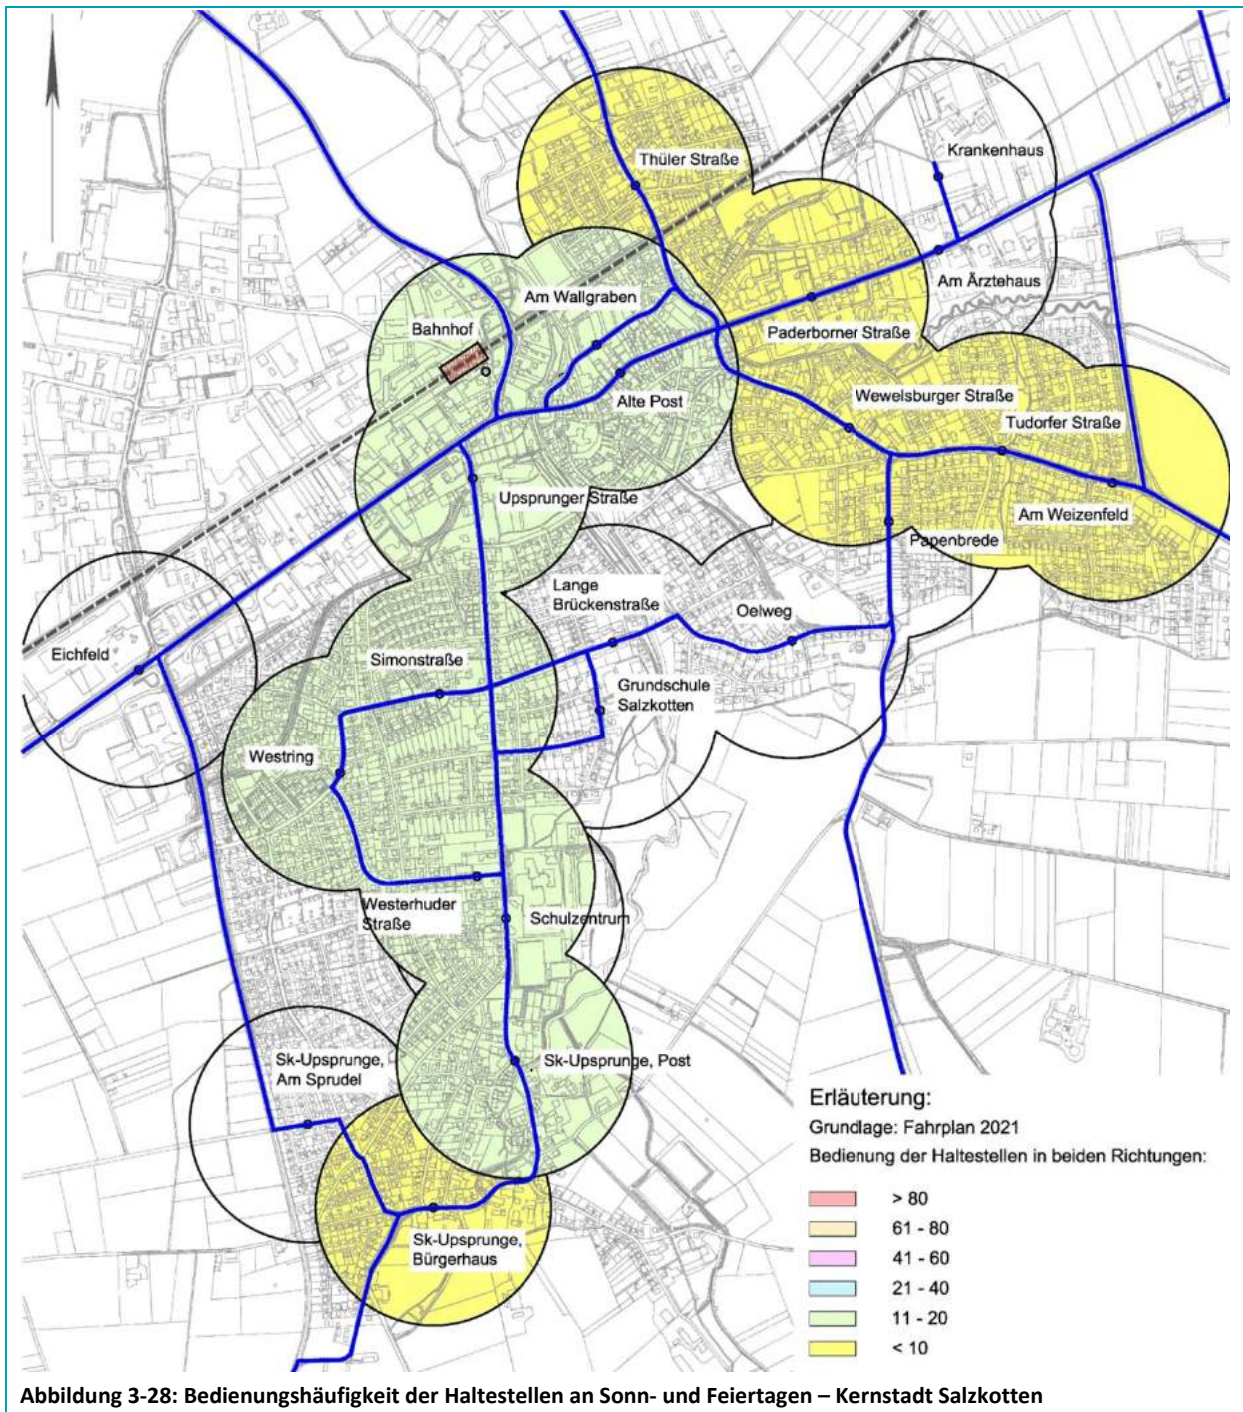 Thüler Straße
Krankenhaus
Am Wallgraben
Am Ärztehaus
Bahnhof
Paderborner Straße
Alte Post
Wewelsburger Straße
Tudorfer Straße
Upsprunger Straße
Am Weizenfeld
Papenbrede
Lange
Brückenstraße
Oelweg
Eichfeld
Simonstraße
Grundschule
Salzkotten
Westring
Westerhuder
Straße
Schulzentrum
Sk-Upsprunge,
Am Sprudel
Sk-Upsprunge, Post
Sk-Upsprunge,
Bürgerhaus
Erläuterung:
Grundlage: Fahrplan 2021
Bedienung der Haltestellen in beiden Richtungen:
> 80
61 - 80
41 - 60
21 - 40
11 - 20
< 10
Abbildung 3-28: Bedienungshäufigkeit der Haltestellen an Sonn- und Feiertagen – Kernstadt Salzkotten